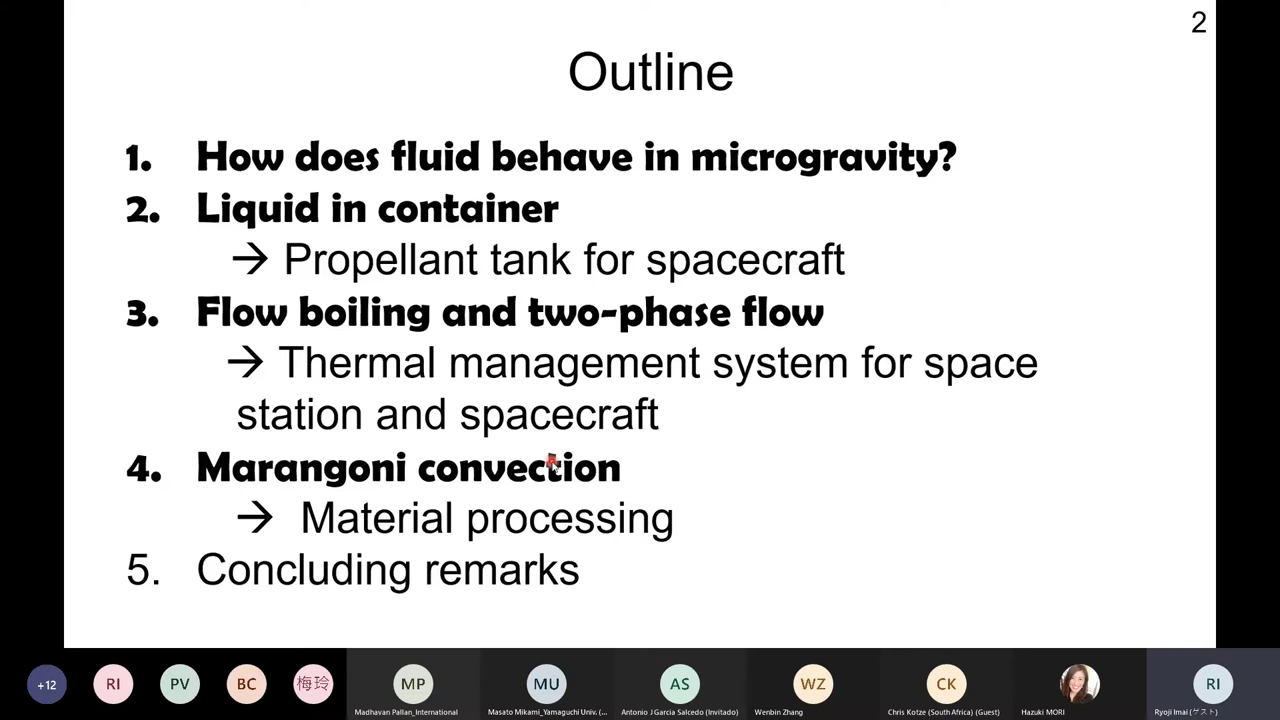 2
Outline
1. How does fluid behave in microgravity?
2. Liquid in container
→ Propellant tank for spacecraft
3. Flow boiling and two-phase flow
→ Thermal management system for space
station and spacecraft
4. Marangoni convection
→ Material processing
5. Concluding remarks
+12
RI
PV
BC
梅玲
MP
MU
AS
WZ
CK
RI
Madhavan Pallan_International
Masato Mikami_Yamaguchi Univ. (...
Antonio J Garcia Salcedo (Invitado)
Wenbin Zhang
Chris Kotze (South Africa) (Guest)
Hazuki MORI
Ryoji Imai (ゲスト)